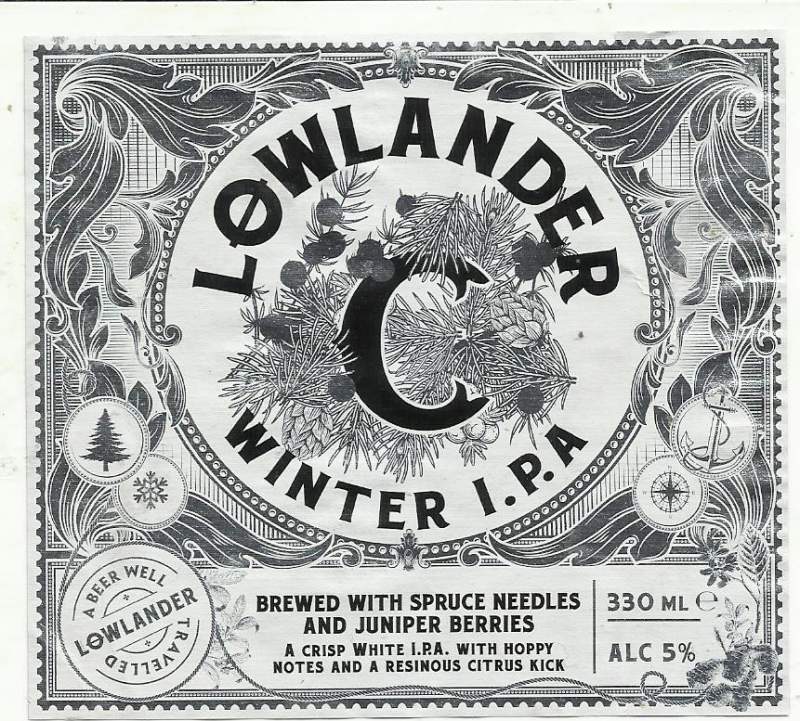 LØWLANDER
C
WINTER I.P.A
A BEER WELL
LØWLANDER
TRAVELLED
BREWED WITH SPRUCE NEEDLES
AND JUNIPER BERRIES
A CRISP WHITE I.P.A. WITH HOPPY
NOTES AND A RESINOUS CITRUS KICK
330 ML ℮
ALC 5%